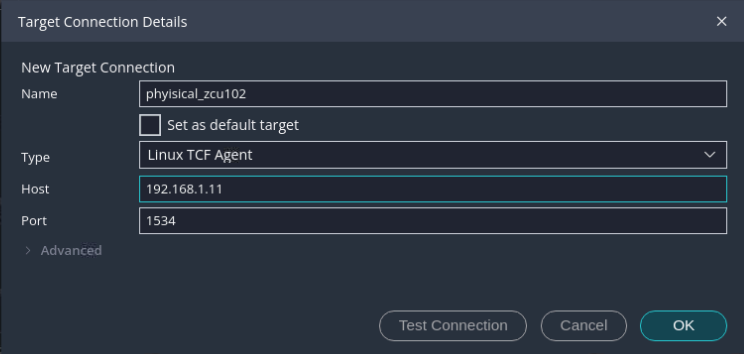 Target Connection Details
New Target Connection
Name phyisical_zcu102
Set as default target
Type Linux TCF Agent
Host 192.168.1.11
Port 1534
Advanced
Test Connection Cancel OK